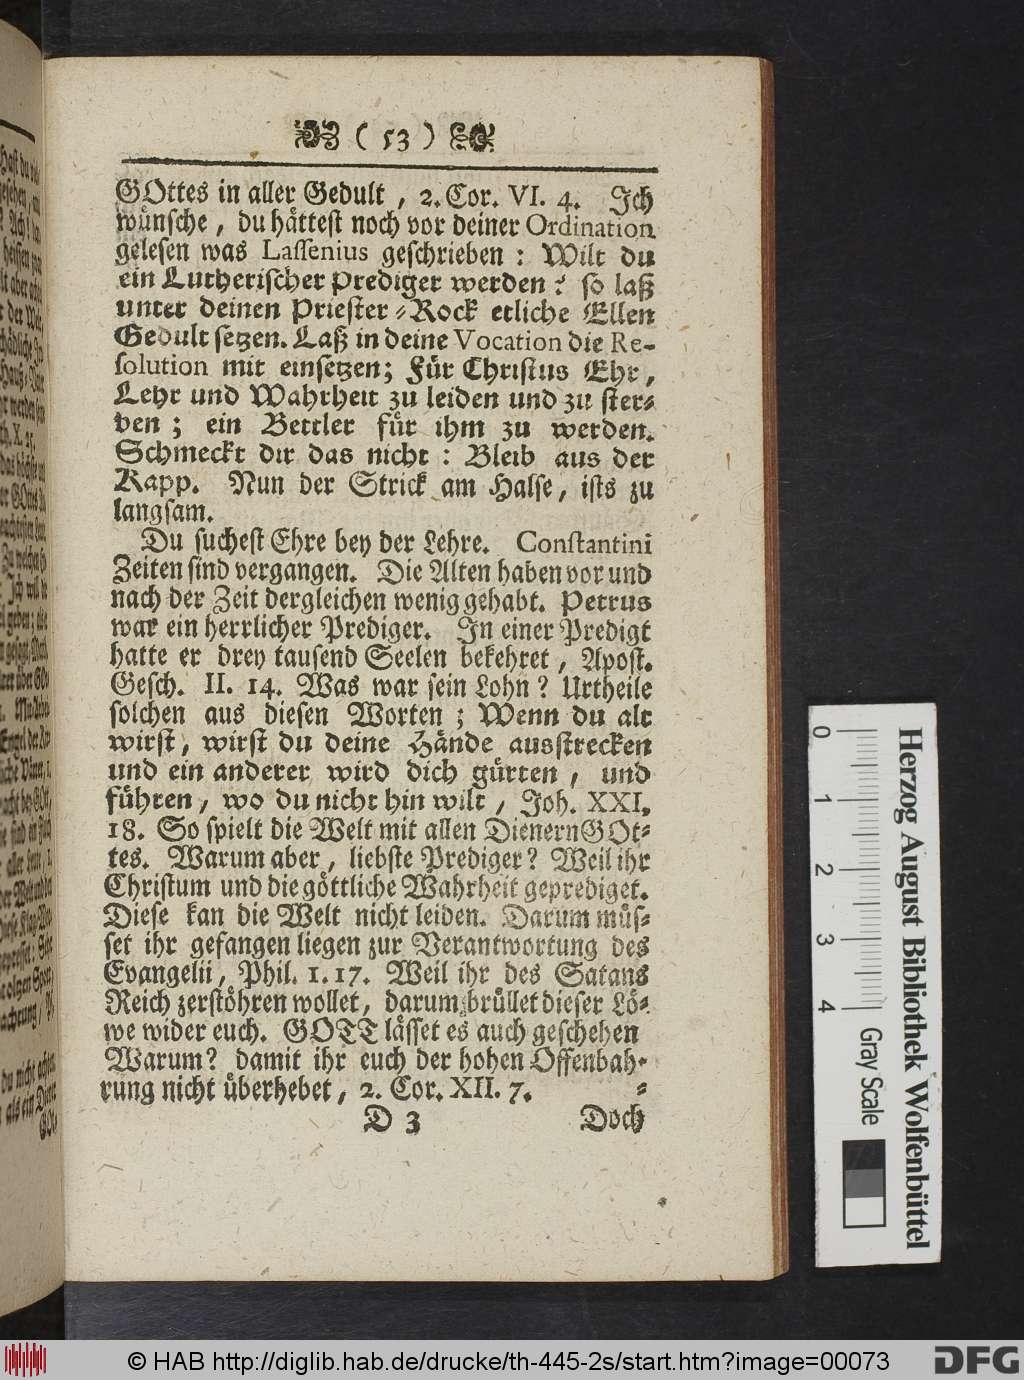 ( 53 )
GOttes in aller Gedult, 2. Cor. VI. 4. Ich
wünsche, du hättest noch vor deiner Ordination
gelesen was Lassenius geschrieben: Wilt du
ein Lutherischer Prediger werden? so laß
unter deinen Priester-Rock etliche Ellen
Gedult setzen. Laß in deine Vocation die Re-
solution mit einsetzen; Für Christus Ehr,
Lehr und Wahrheit zu leiden und zu ster-
ben; ein Bettler für ihm zu werden.
Schmeckt dir das nicht: Bleib aus der
Kapp. Nun der Strick am Halse, ists zu
langsam.
Du suchest Ehre bey der Lehre. Constantini
Zeiten sind vergangen. Die Alten haben vor und
nach der Zeit dergleichen wenig gehabt. Petrus
war ein herrlicher Prediger. In einer Predigt
hatte er drey tausend Seelen bekehret, Apost.
Gesch. II. 14. Was war sein Lohn? Urtheile
solchen aus diesen Worten; Wenn du alt
wirst, wirst du deine Hände ausstrecken
und ein anderer wird dich gürten, und
führen, wo du nicht hin wilt, Joh. XXI.
18. So spielt die Welt mit allen Dienern GOt-
tes. Warum aber, liebste Prediger? Weil ihr
Christum und die göttliche Wahrheit geprediget.
Diese kan die Welt nicht leiden. Darum müs-
set ihr gefangen liegen zur Verantwortung des
Evangelii, Phil. 1. 17. Weil ihr des Satans
Reich zerstöhren wollet, darum brüllet dieser Lö-
we wider euch. GOTT lässet es auch geschehen
Warum? damit ihr euch der hohen Offenbah-
rung nicht überhebet, 2. Cor. XII. 7.
D 3 Doch
Herzog August Bibliothek Wolfenbüttel
0 1 2 3 4 Gray Scale
© HAB http://diglib.hab.de/drucke/th-445-2s/start.htm?image=00073
DFG